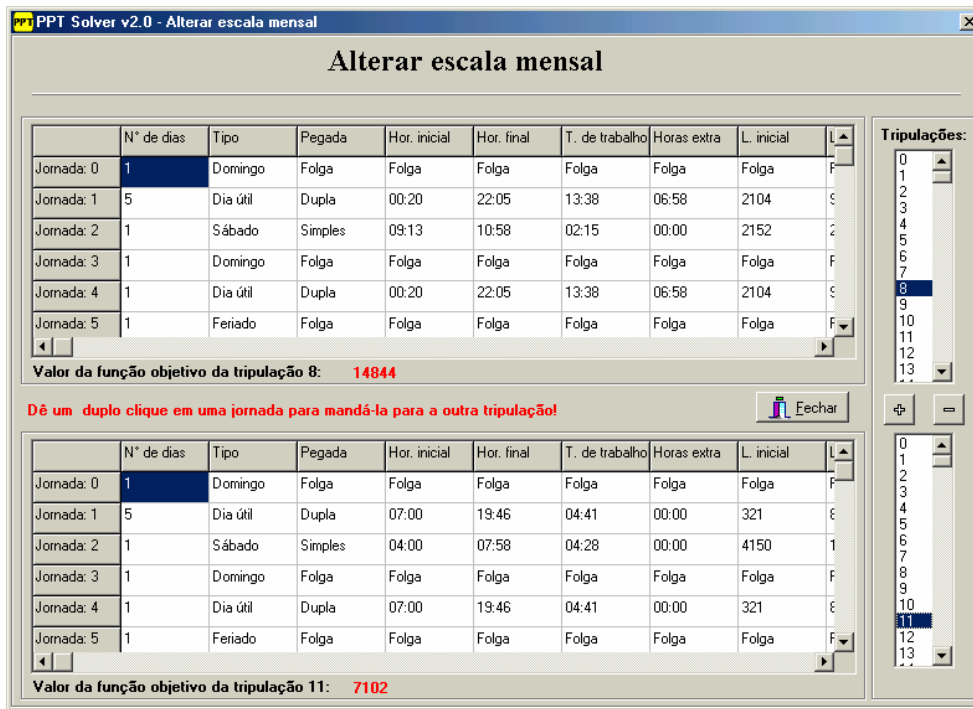 PPT PPT Solver v2.0 - Alterar escala mensal
Alterar escala mensal
N° de dias Tipo Pegada Hor. inicial Hor. final T. de trabalho Horas extra L. inicial L
Jornada: 0 1 Domingo Folga Folga Folga Folga Folga Folga F
Jornada: 1 5 Dia útil Dupla 00:20 22:05 13:38 06:58 2104 9
Jornada: 2 1 Sábado Simples 09:13 10:58 02:15 00:00 2152 2
Jornada: 3 1 Domingo Folga Folga Folga Folga Folga Folga F
Jornada: 4 1 Dia útil Dupla 00:20 22:05 13:38 06:58 2104 9
Jornada: 5 1 Feriado Folga Folga Folga Folga Folga Folga F
Valor da função objetivo da tripulação 8: 14844
Tripulações:
0
1
2
3
4
5
6
7
8
9
10
11
12
13
Dê um duplo clique em uma jornada para mandá-la para a outra tripulação!
Fechar
N° de dias Tipo Pegada Hor. inicial Hor. final T. de trabalho Horas extra L. inicial L
Jornada: 0 1 Domingo Folga Folga Folga Folga Folga Folga F
Jornada: 1 5 Dia útil Dupla 07:00 19:46 04:41 00:00 321 8
Jornada: 2 1 Sábado Simples 04:00 07:58 04:28 00:00 4150 1
Jornada: 3 1 Domingo Folga Folga Folga Folga Folga Folga F
Jornada: 4 1 Dia útil Dupla 07:00 19:46 04:41 00:00 321 8
Jornada: 5 1 Feriado Folga Folga Folga Folga Folga Folga F
Valor da função objetivo da tripulação 11: 7102
0
1
2
3
4
5
6
7
8
9
10
11
12
13